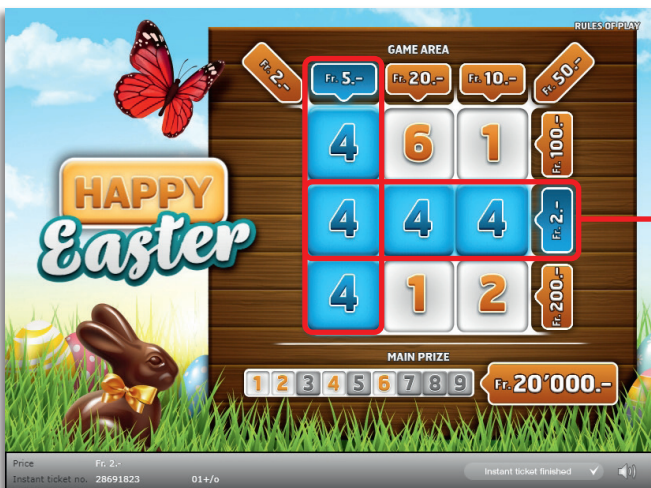 RULES OF PLAY
GAME AREA
Fr. 2.- Fr. 5.- Fr. 20.- Fr. 10.- Fr. 50.-
4 6 1 Fr. 100.-
HAPPY
Easter
4 4 4 Fr. 2.-
4 1 2 Fr. 200.-
MAIN PRIZE
1 2 3 4 5 6 7 8 9 Fr. 20'000.-
Price Fr. 2.-
Instant ticket no. 28691823 01+/o
Instant ticket finished